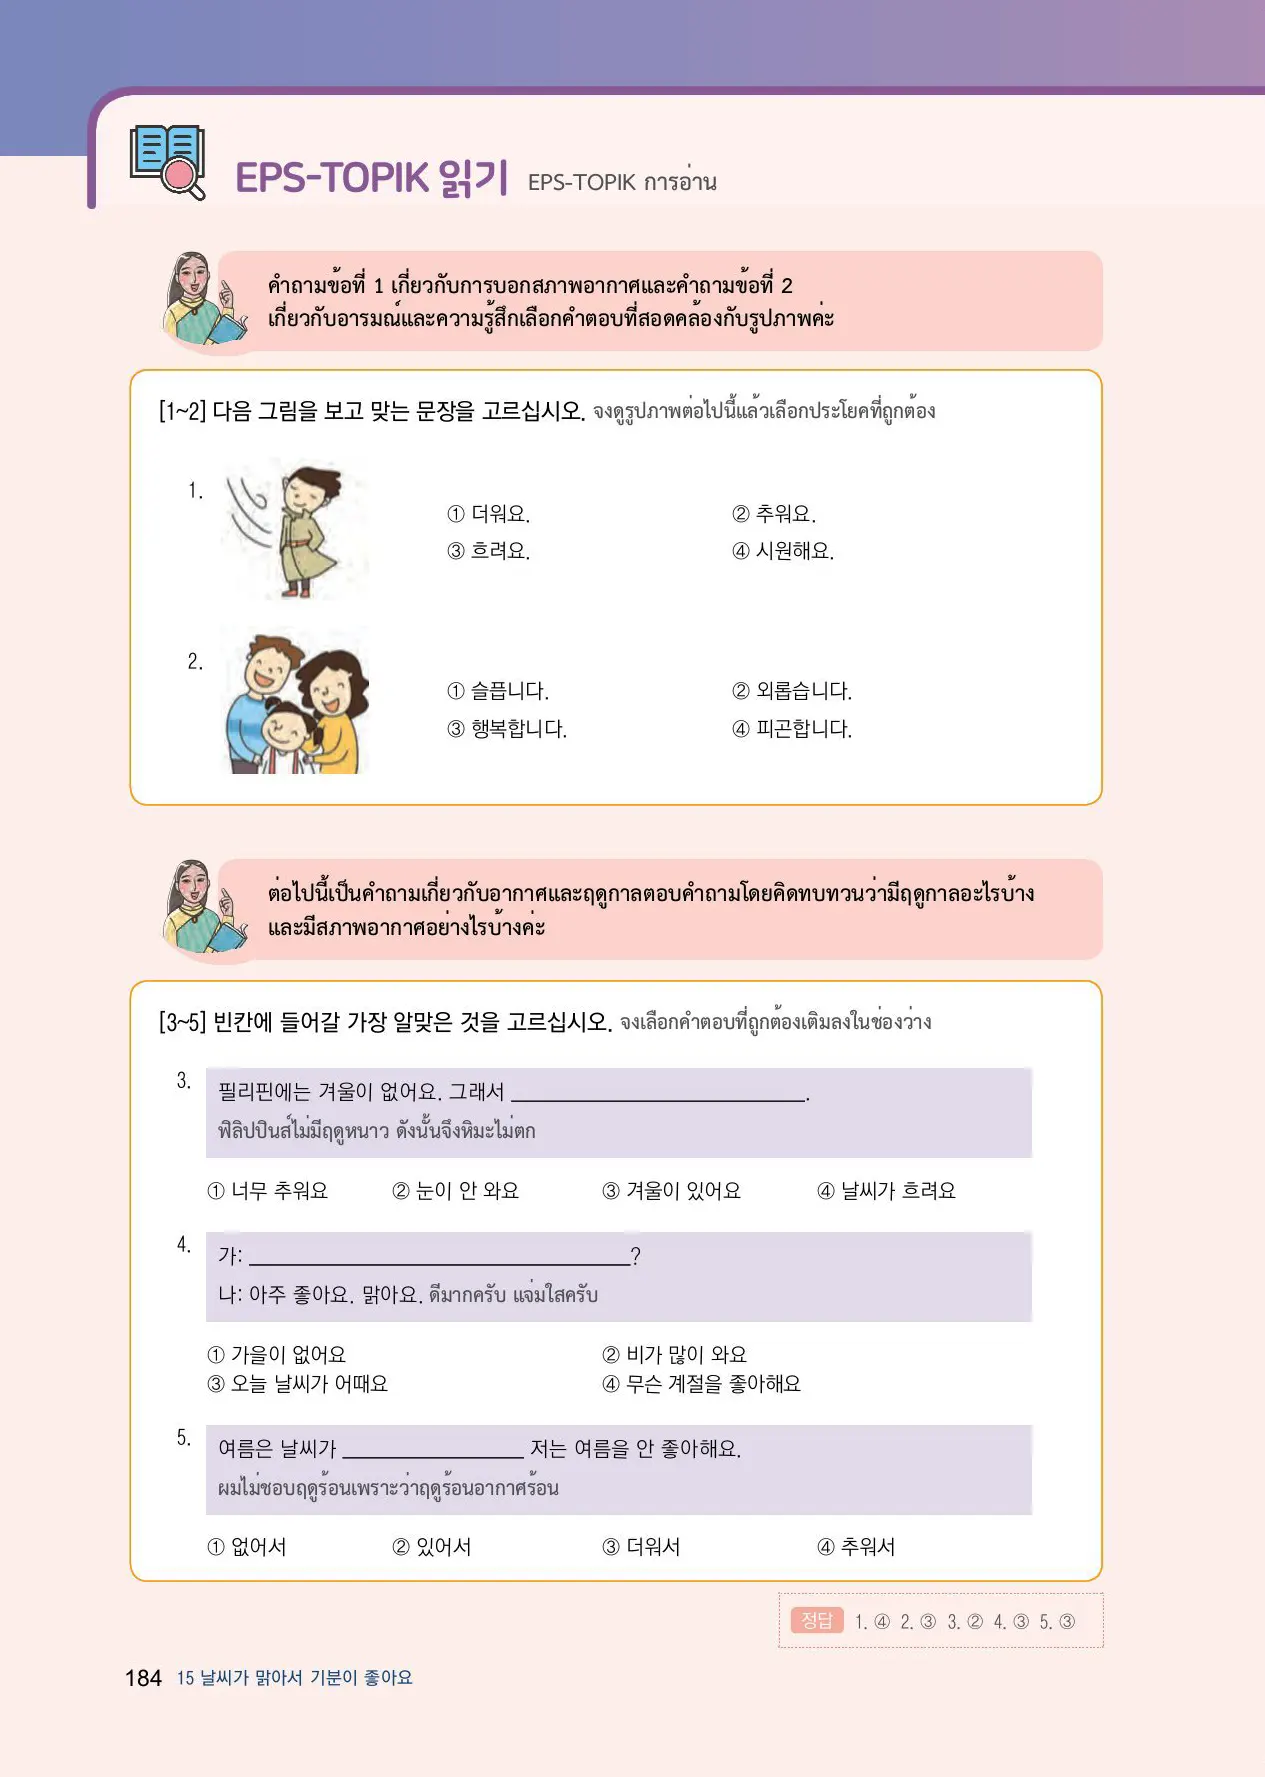 EPS-TOPIK 읽기 EPS-TOPIK การอ่าน
คำถามข้อที่ 1 เกี่ยวกับการบอกสภาพอากาศและคำถามข้อที่ 2
เกี่ยวกับอารมณ์และความรู้สึกเลือกคำตอบที่สอดคล้องกับรูปภาพค่ะ
[1~2] 다음 그림을 보고 맞는 문장을 고르십시오. จงดูรูปภาพต่อไปนี้แล้วเลือกประโยคที่ถูกต้อง
1.
① 더워요. ② 추워요.
③ 흐려요. ④ 시원해요.
2.
① 슬픕니다. ② 외롭습니다.
③ 행복합니다. ④ 피곤합니다.
ต่อไปนี้เป็นคำถามเกี่ยวกับอากาศและฤดูกาลตอบคำถามโดยคิดทบทวนว่ามีฤดูกาลอะไรบ้าง
และมีสภาพอากาศอย่างไรบ้างค่ะ
[3~5] 빈칸에 들어갈 가장 알맞은 것을 고르십시오. จงเลือกคำตอบที่ถูกต้องเติมลงในช่องว่าง
3. 필리핀에는 겨울이 없어요. 그래서 ____________________.
ฟิลิปปินส์ไม่มีฤดูหนาว ดังนั้นจึงหิมะไม่ตก
① 너무 추워요 ② 눈이 안 와요 ③ 겨울이 있어요 ④ 날씨가 흐려요
4. 가: ____________________?
나: 아주 좋아요. 맑아요. ดีมากครับ แจ่มใสครับ
① 가을이 없어요 ② 비가 많이 와요
③ 오늘 날씨가 어때요 ④ 무슨 계절을 좋아해요
5. 여름은 날씨가 ____________ 저는 여름을 안 좋아해요.
ผมไม่ชอบฤดูร้อนเพราะว่าฤดูร้อนอากาศร้อน
① 없어서 ② 있어서 ③ 더워서 ④ 추워서
정답 1. ④ 2. ③ 3. ② 4. ③ 5. ③
184 15 날씨가 맑아서 기분이 좋아요